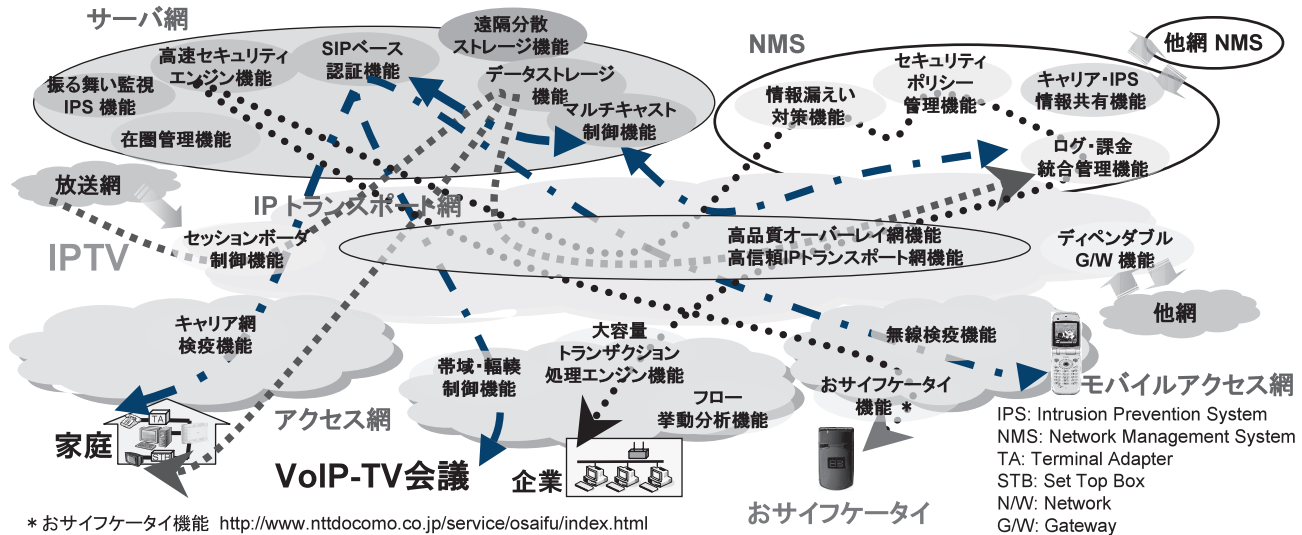 サーバ網
遠隔分散
ストレージ機能
高速セキュリティ
エンジン機能
SIPベース
認証機能
振る舞い監視
IPS 機能
データストレージ
機能
マルチキャスト
制御機能
在圏管理機能
NMS
他網 NMS
セキュリティ
ポリシー
管理機能
キャリア・IPS
情報共有機能
情報漏えい
対策機能
ログ・課金
統合管理機能
放送網
IP トランスポート網
IPTV
セッションボーダ
制御機能
高品質オーバーレイ網機能
高信頼IPトランスポート網機能
ディペンダブル
G/W 機能
他網
キャリア網
検疫機能
大容量
トランザクション
処理エンジン機能
帯域・輻輳
制御機能
フロー
挙動分析機能
無線検疫機能
おサイフケータイ
機能 *
モバイルアクセス網
アクセス網
TA
STB
家庭
VoIP-TV会議
企業
おサイフケータイ
IPS: Intrusion Prevention System
NMS: Network Management System
TA: Terminal Adapter
STB: Set Top Box
N/W: Network
G/W: Gateway
* おサイフケータイ機能 http://www.nttdocomo.co.jp/service/osaifu/index.html